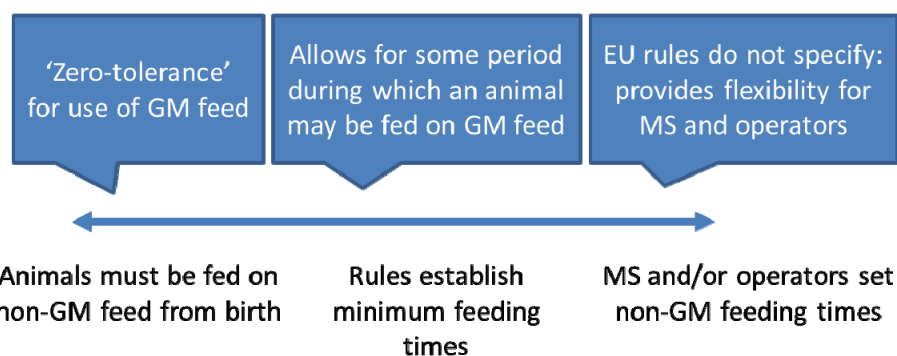 ‘Zero-tolerance’
for use of GM feed
Allows for some period
during which an animal
may be fed on GM feed
EU rules do not specify:
provides flexibility for
MS and operators
Animals must be fed on
non-GM feed from birth
Rules establish
minimum feeding
times
MS and/or operators set
non-GM feeding times